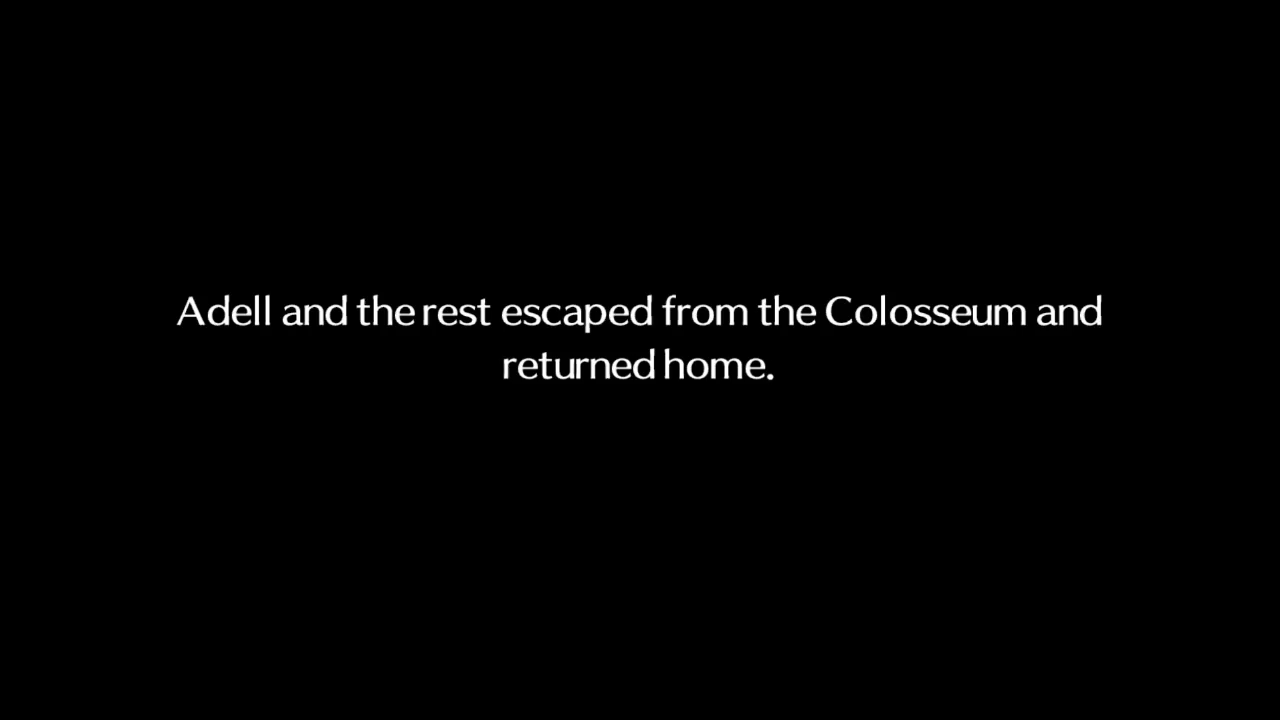 Adell and the rest escaped from the Colosseum and
returned home.